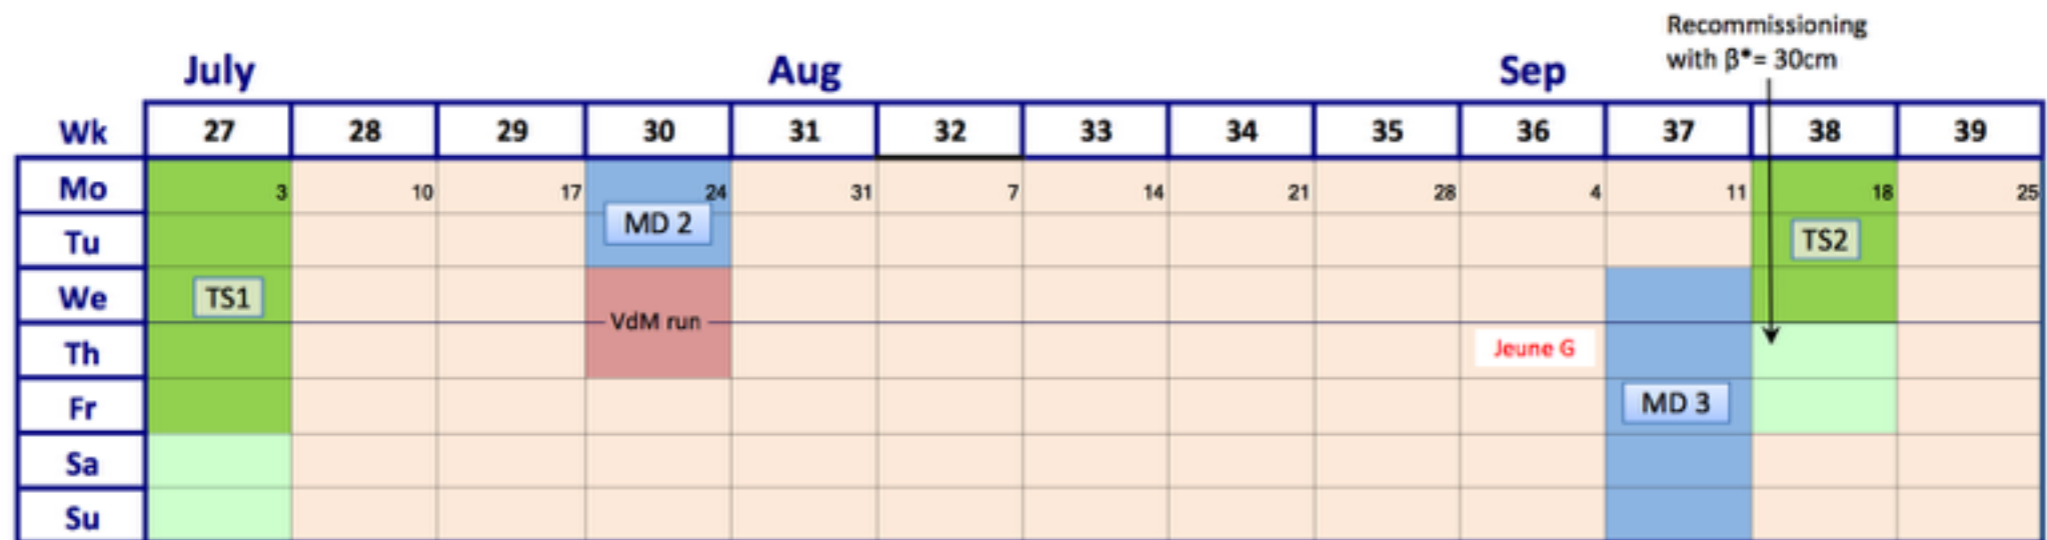 Recommissioning
with β*= 30cm
July Aug Sep
Wk 27 28 29 30 31 32 33 34 35 36 37 38 39
Mo 3 10 17 24 31 7 14 21 28 4 11 18 25
MD 2
Tu TS2
We TS1
VdM run
Th Jeune G
Fr MD 3
Sa
Su